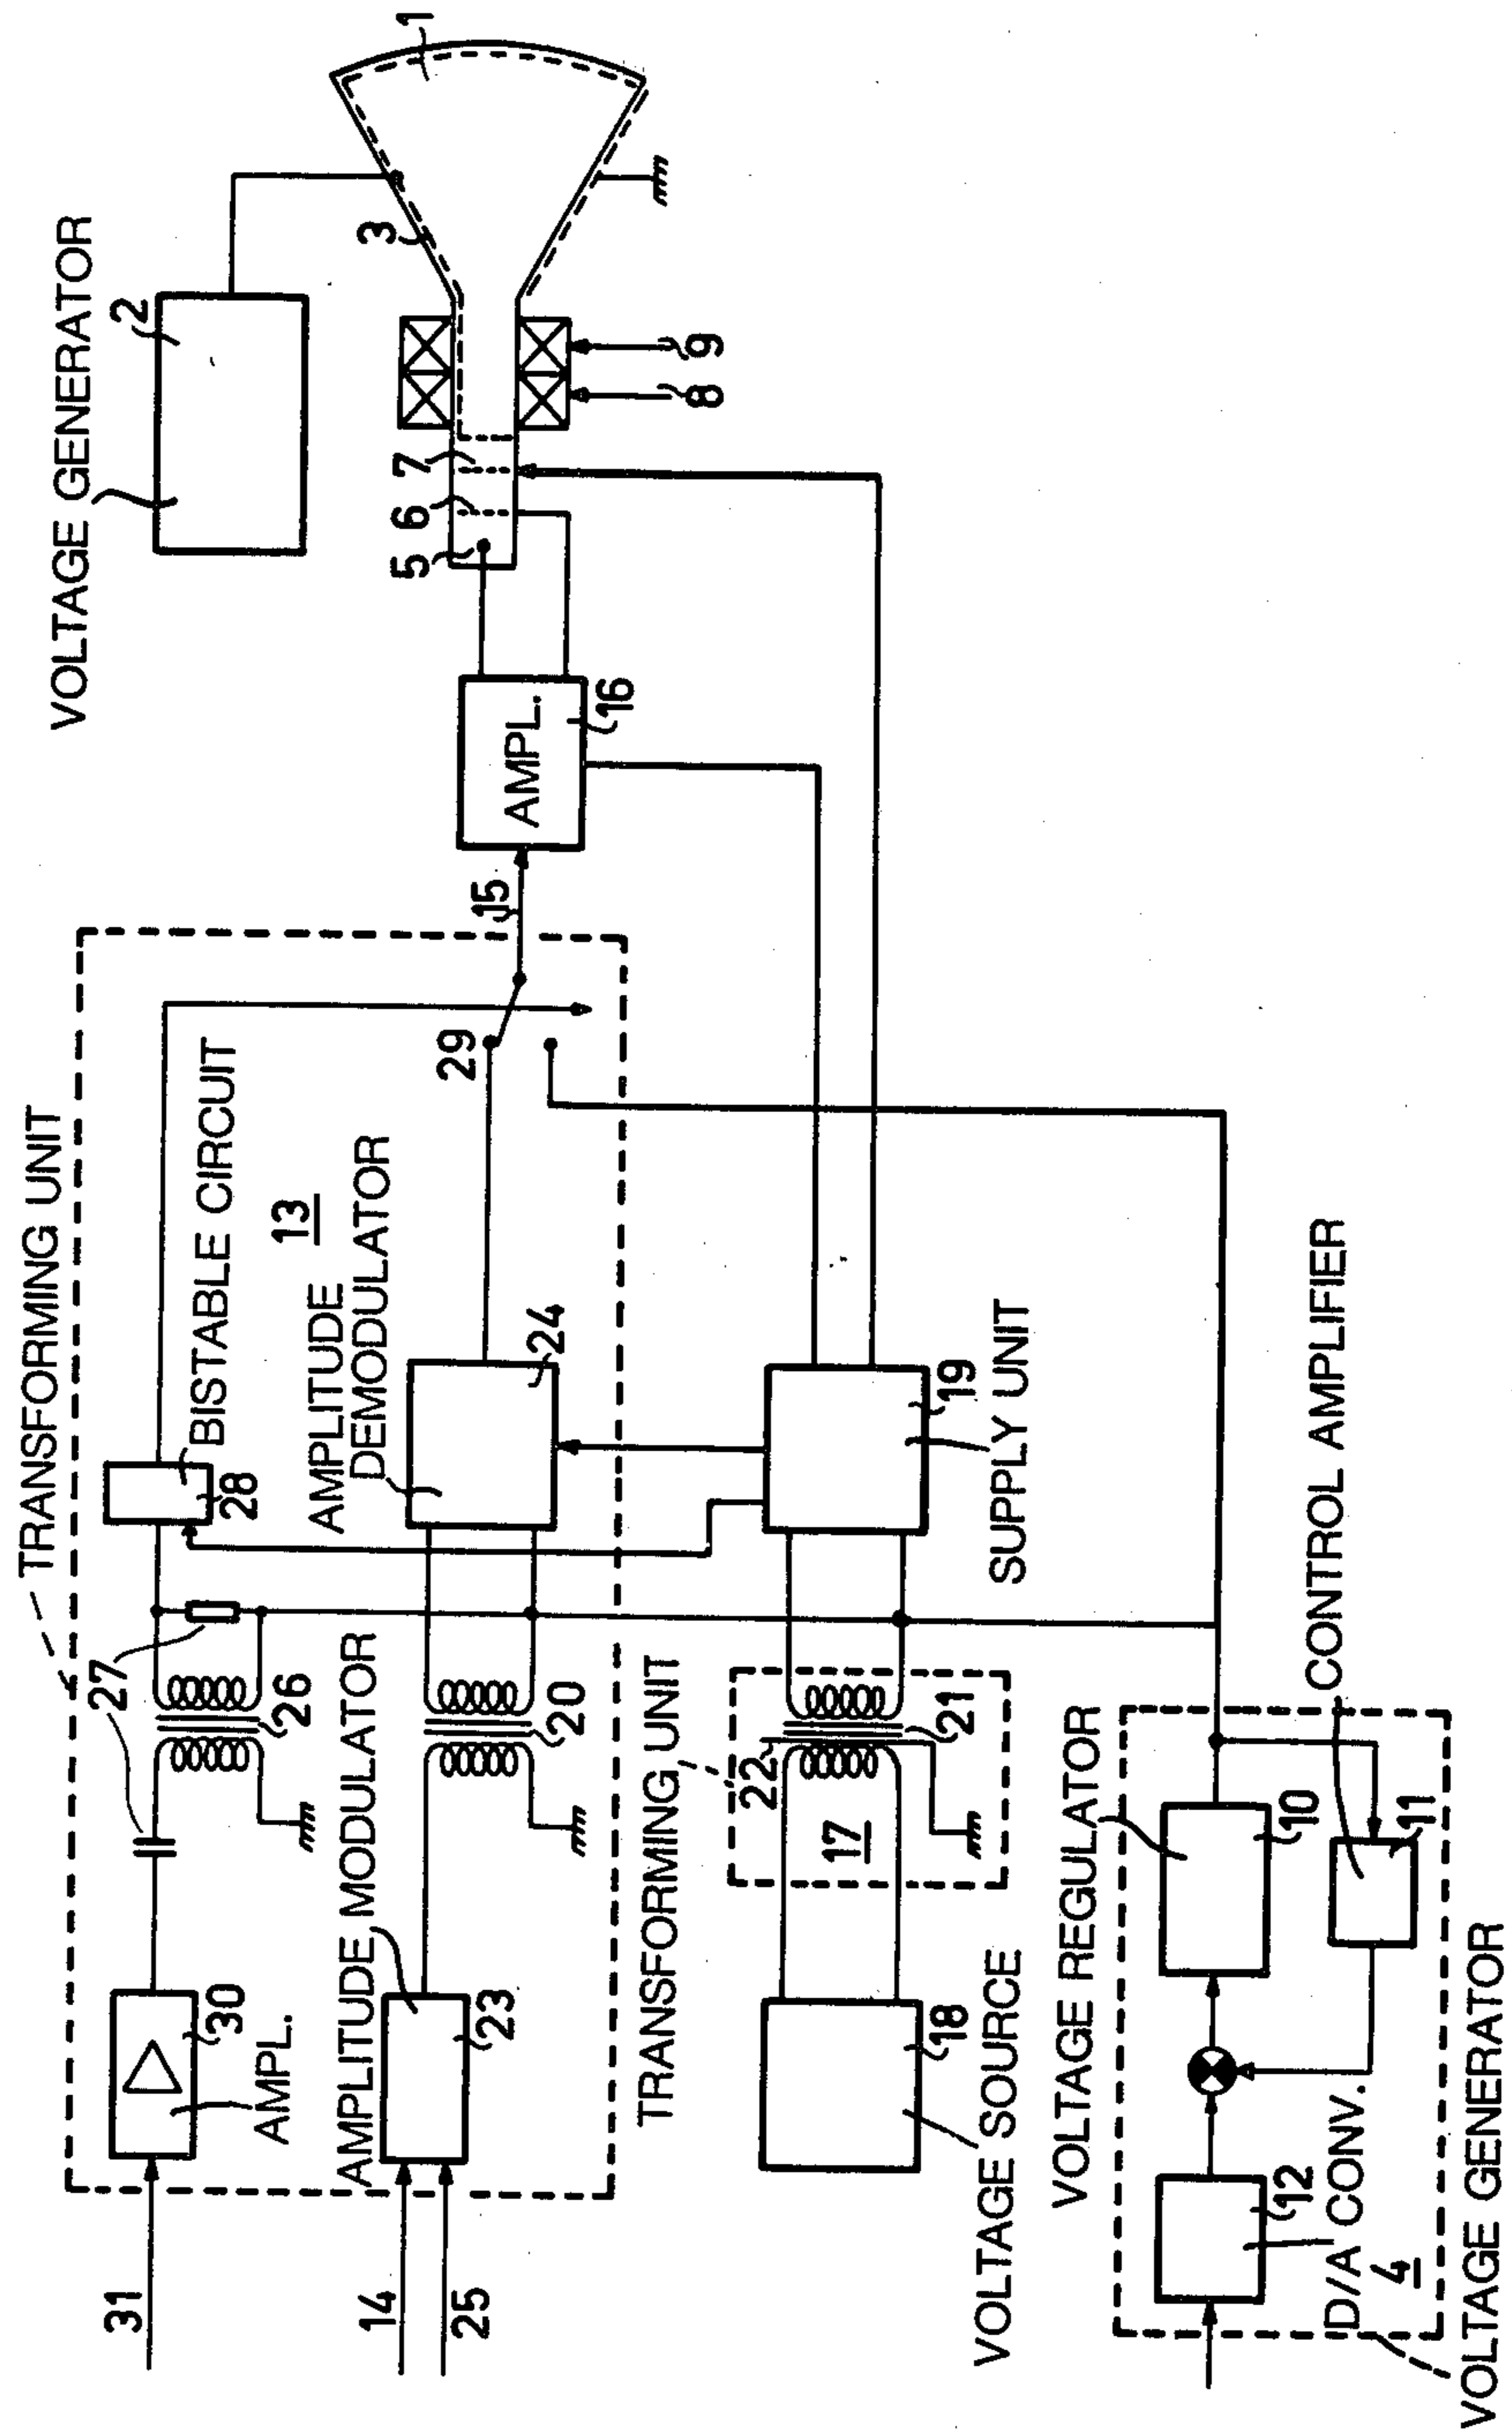 TRANSFORMING UNIT
VOLTAGE GENERATOR
31
30
AMPL.
27
26
28
BISTABLE CIRCUIT
2
1
3
14
25
AMPLITUDE MODULATOR
23
20
AMPLITUDE
DEMODULATOR
13
24
29
15
AMPL.
16
5
6
7
8
9
TRANSFORMING UNIT
VOLTAGE SOURCE
18
17
22
21
19
SUPPLY UNIT
VOLTAGE REGULATOR
10
11
CONTROL AMPLIFIER
12
D/A CONV.
4
VOLTAGE GENERATOR